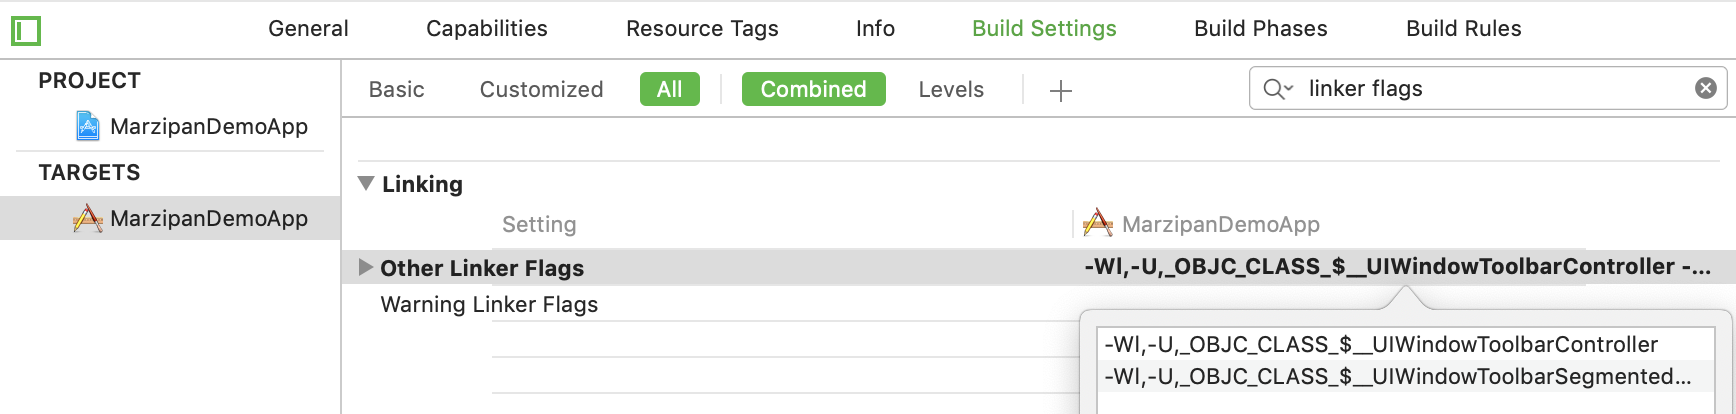 General Capabilities Resource Tags Info Build Settings Build Phases Build Rules
PROJECT
MarzipanDemoApp
TARGETS
MarzipanDemoApp
Basic Customized All Combined Levels + linker flags
Linking
Setting MarzipanDemoApp
Other Linker Flags -Wl,-U,_OBJC_CLASS_$__UIWindowToolbarController -...
Warning Linker Flags
-Wl,-U,_OBJC_CLASS_$__UIWindowToolbarController
-Wl,-U,_OBJC_CLASS_$__UIWindowToolbarSegmented...